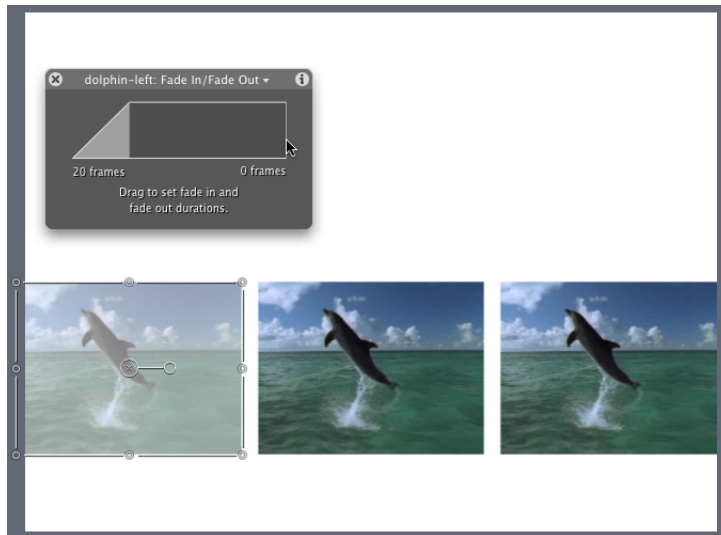 dolphin-left: Fade In/Fade Out
20 frames 0 frames
Drag to set fade in and
fade out durations.